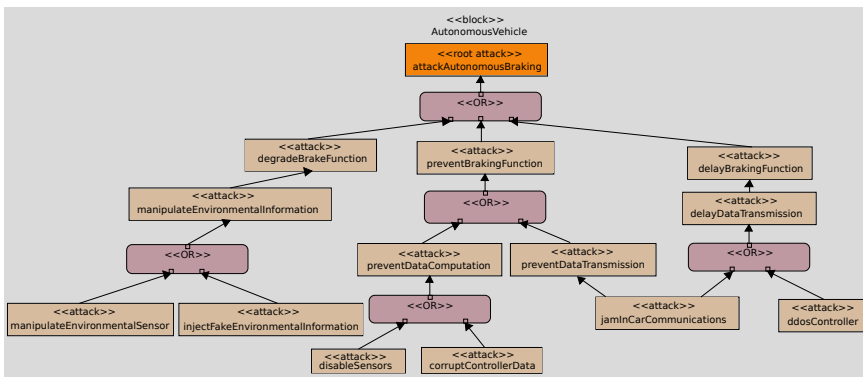 <<block>>
AutonomousVehicle
<<root attack>>
attackAutonomousBraking
<<OR>>
<<attack>>
degradeBrakeFunction
<<attack>>
preventBrakingFunction
<<attack>>
delayBrakingFunction
<<attack>>
manipulateEnvironmentalInformation
<<OR>>
<<attack>>
delayDataTransmission
<<OR>>
<<attack>>
preventDataComputation
<<attack>>
preventDataTransmission
<<OR>>
<<attack>>
manipulateEnvironmentalSensor
<<attack>>
injectFakeEnvironmentalInformation
<<OR>>
<<attack>>
jamInCarCommunications
<<attack>>
ddosController
<<attack>>
disableSensors
<<attack>>
corruptControllerData